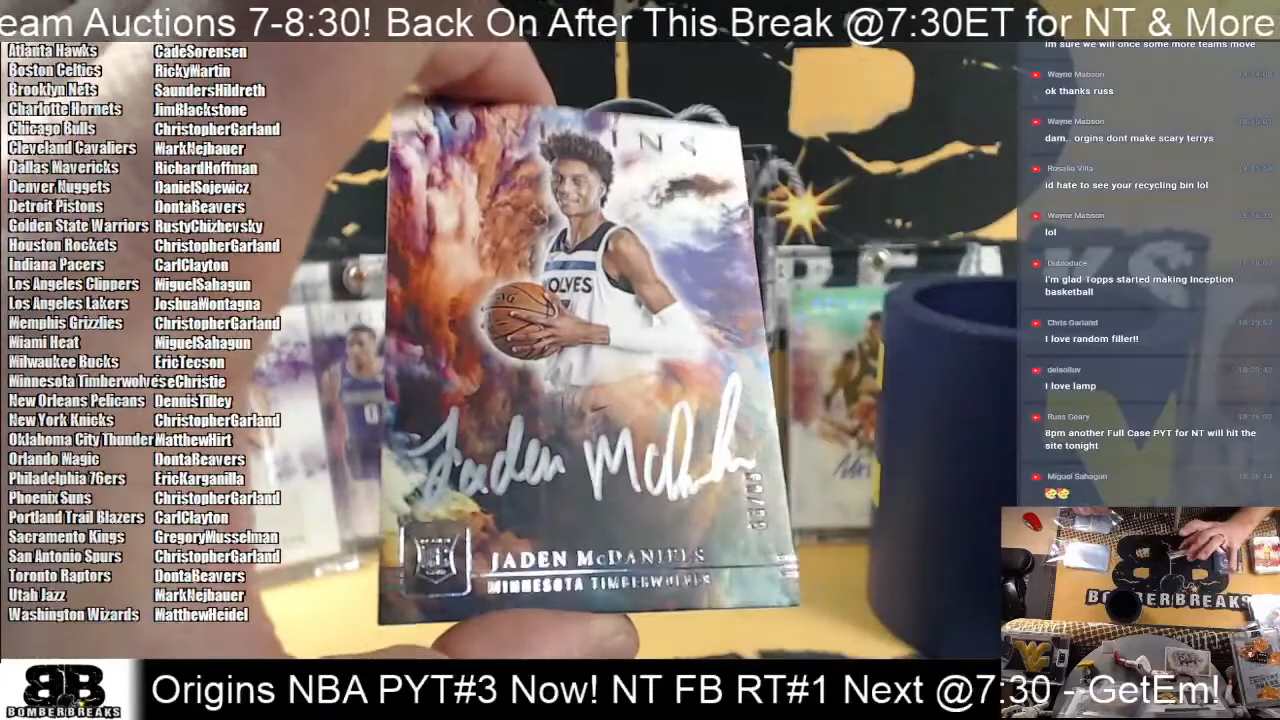 eam Auctions 7-8:30! Back On After This Break @7:30ET for NT & More
Atlanta Hawks CadeSorensen
Boston Celtics RickyMartin
Brooklyn Nets SaundersHildreth
Charlotte Hornets JimBlackstone
Chicago Bulls ChristopherGarland
Cleveland Cavaliers MarkNejbauer
Dallas Mavericks RichardHoffman
Denver Nuggets DanielSojewicz
Detroit Pistons DontaBeavers
Golden State Warriors RustyChizhevsky
Houston Rockets ChristopherGarland
Indiana Pacers CarlClayton
Los Angeles Clippers MiguelSahagun
Los Angeles Lakers JoshuaMontagna
Memphis Grizzlies ChristopherGarland
Miami Heat MiguelSahagun
Milwaukee Bucks EricTecson
Minnesota Timberwolves seChristie
New Orleans Pelicans DennisTilley
New York Knicks ChristopherGarland
Oklahoma City Thunder MatthewHirt
Orlando Magic DontaBeavers
Philadelphia 76ers EricKarganilla
Phoenix Suns ChristopherGarland
Portland Trail Blazers CarlClayton
Sacramento Kings GregoryMusselman
San Antonio Spurs ChristopherGarland
Toronto Raptors DontaBeavers
Utah Jazz MarkNejbauer
Washington Wizards MatthewHeidel
INS
OLVES
Jaden McDan
JADEN McDANIELS
MINNESOTA TIMBERWOLVES
im sure we will once some more teams move
Wayne Mabson
ok thanks russ
Wayne Mabson
dam.. orgins dont make scary terrys
Rosalio Villa
id hate to see your recycling bin lol
Wayne Mabson
lol
Dubloduce
I'm glad Topps started making Inception
basketball
Chris Garland
I love random filler!!
delsolluv
I love lamp
Russ Geary
8pm another Full Case PYT for NT will hit the
site tonight
Miguel Sahagun
BOMBERBREAKS
BB
BOMBERBREAKS
Origins NBA PYT#3 Now! NT FB RT#1 Next @7:30 - GetEm!